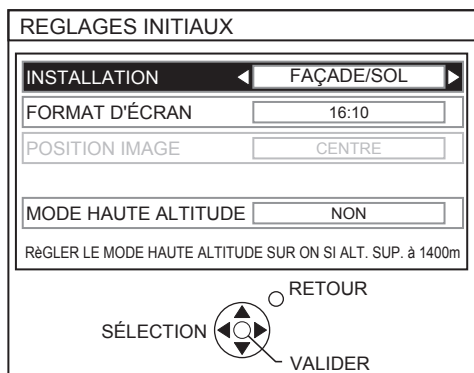 REGLAGES INITIAUX
INSTALLATION FAÇADE/SOL
FORMAT D'ÉCRAN 16:10
POSITION IMAGE CENTRE
MODE HAUTE ALTITUDE NON
RèGLER LE MODE HAUTE ALTITUDE SUR ON SI ALT. SUP. à 1400m
RETOUR
SÉLECTION
VALIDER